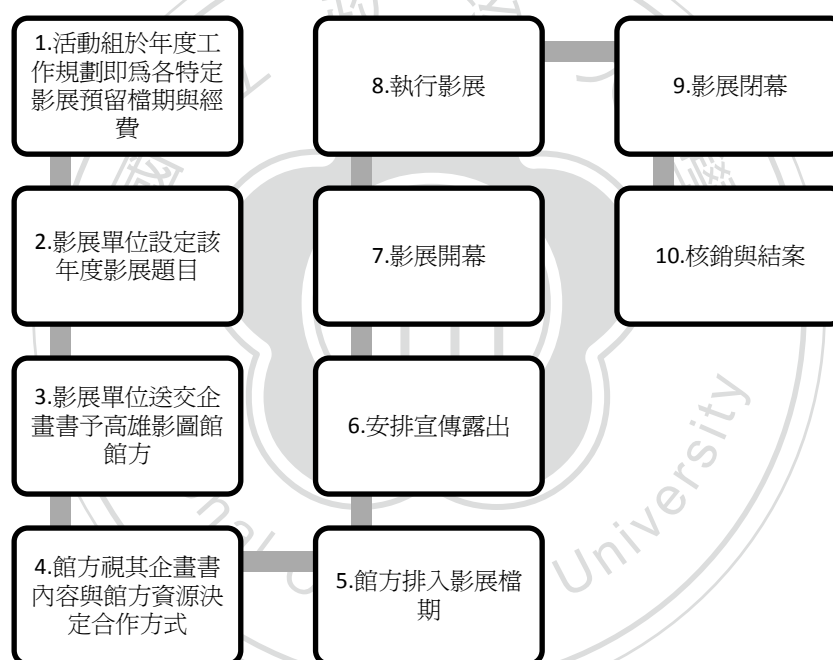 1.活動組於年度工
作規劃即為各特定
影展預留檔期與經
費
2.影展單位設定該
年度影展題目
3.影展單位送交企
畫書予高雄影圖館
館方
4.館方視其企畫書
內容與館方資源決
定合作方式
5.館方排入影展檔
期
6.安排宣傳露出
7.影展開幕
8.執行影展
9.影展閉幕
10.核銷與結案
University